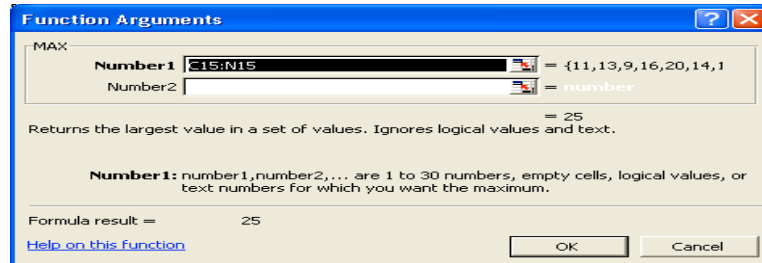 Function Arguments
MAX
Number1 C15:N15 = {11,13,9,16,20,14,1
Number2 = number
= 25
Returns the largest value in a set of values. Ignores logical values and text.
Number1: number1,number2,... are 1 to 30 numbers, empty cells, logical values, or
text numbers for which you want the maximum.
Formula result = 25
Help on this function OK Cancel